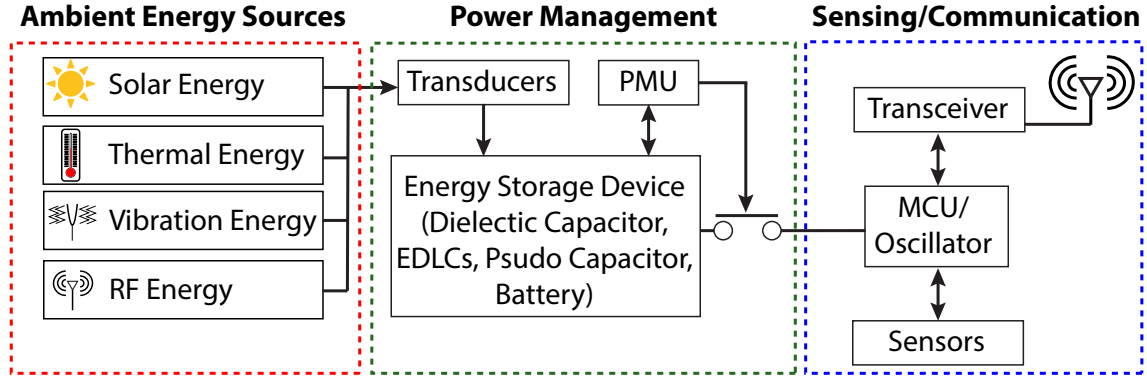 Ambient Energy Sources
Solar Energy
Thermal Energy
Vibration Energy
RF Energy
Power Management
Transducers
PMU
Energy Storage Device
(Dielectic Capacitor,
EDLCs, Psudo Capacitor,
Battery)
Sensing/Communication
Transceiver
MCU/
Oscillator
Sensors